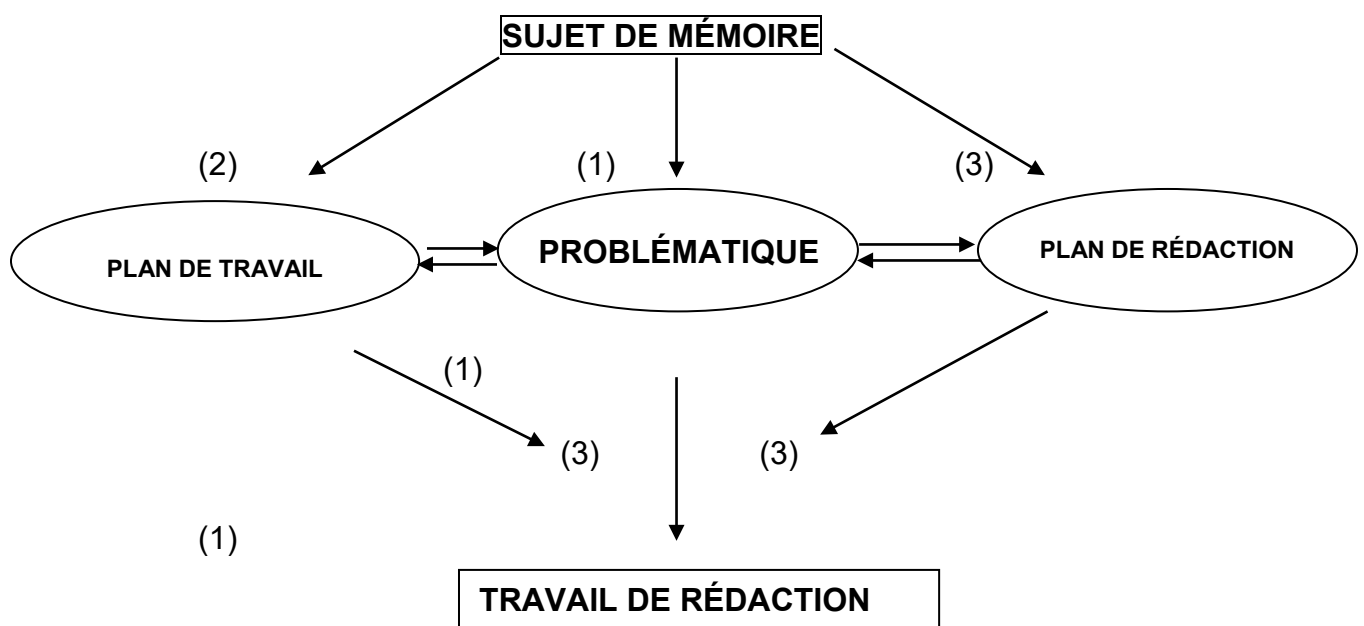 SUJET DE MÉMOIRE
(2)
(1)
(3)
PLAN DE TRAVAIL
PROBLÉMATIQUE
PLAN DE RÉDACTION
(1)
(3)
(3)
(1)
TRAVAIL DE RÉDACTION